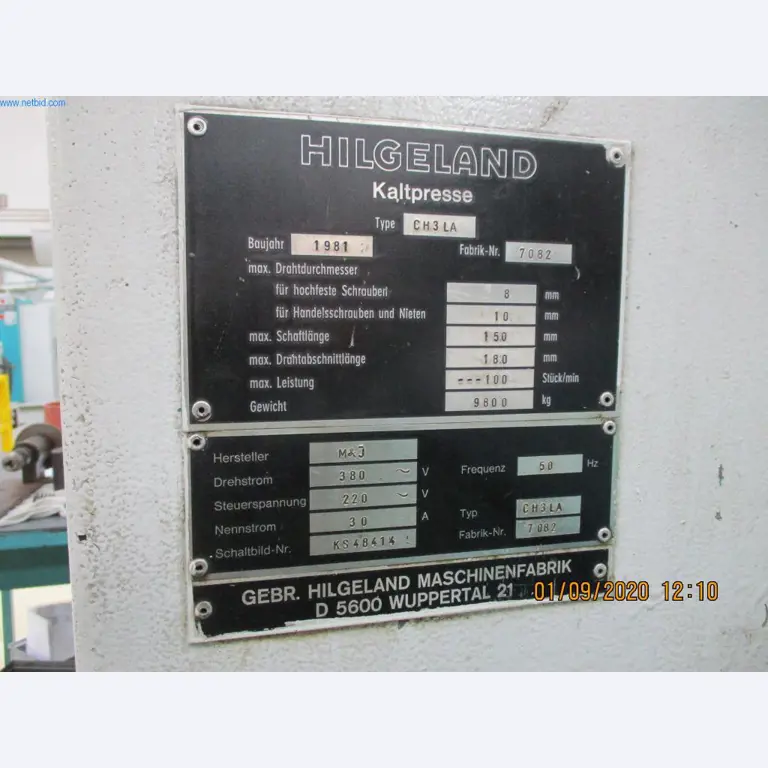 www.netbid.com
HILGELAND
Kaltpresse
Type CH3LA
Baujahr 1981 Fabrik-Nr. 7082
max. Drahtdurchmesser
für hochfeste Schrauben 8 mm
für Handelsschrauben und Nieten 10 mm
max. Schaftlänge 150 mm
max. Drahtabschnittlänge 180 mm
max. Leistung ---100 Stück/min
Gewicht 9800 kg
Hersteller
Drehstrom 380 ~ V Frequenz 50 Hz
Steuerspannung 220 ~ V
Nennstrom 30 A Typ CH3LA
Schaltbild-Nr. KS48414 Fabrik-Nr. 7082
GEBR. HILGELAND MASCHINENFABRIK
D 5600 WUPPERTAL 21
01/09/2020 12:10